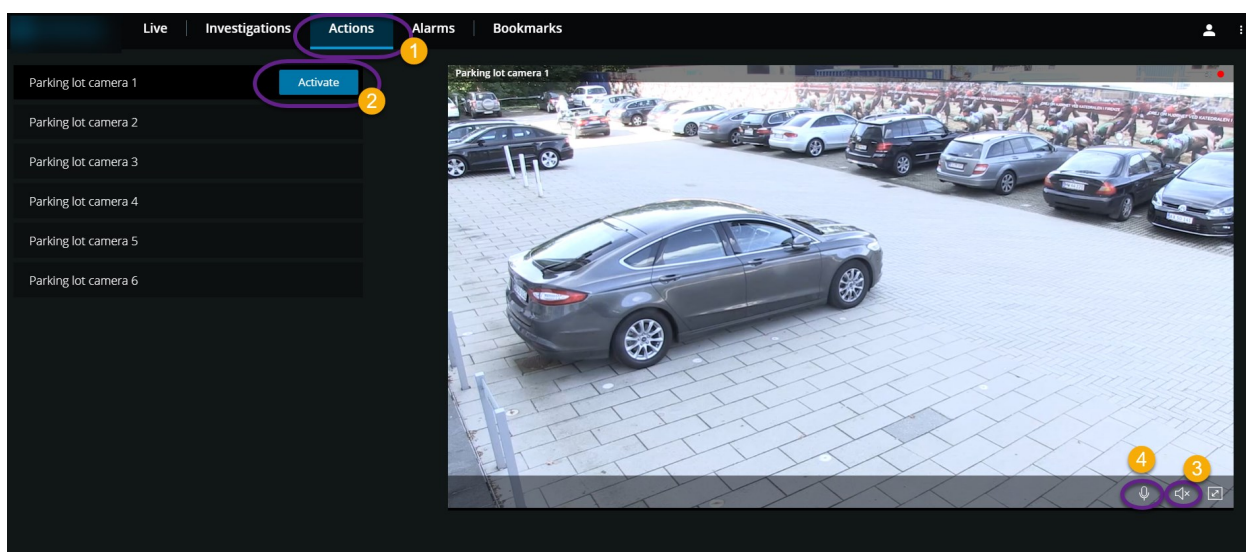 Live
Investigations
Actions
Alarms
Bookmarks
1
Parking lot camera 1
Activate
2
Parking lot camera 2
Parking lot camera 3
Parking lot camera 4
Parking lot camera 5
Parking lot camera 6
Parking lot camera 1
4
3